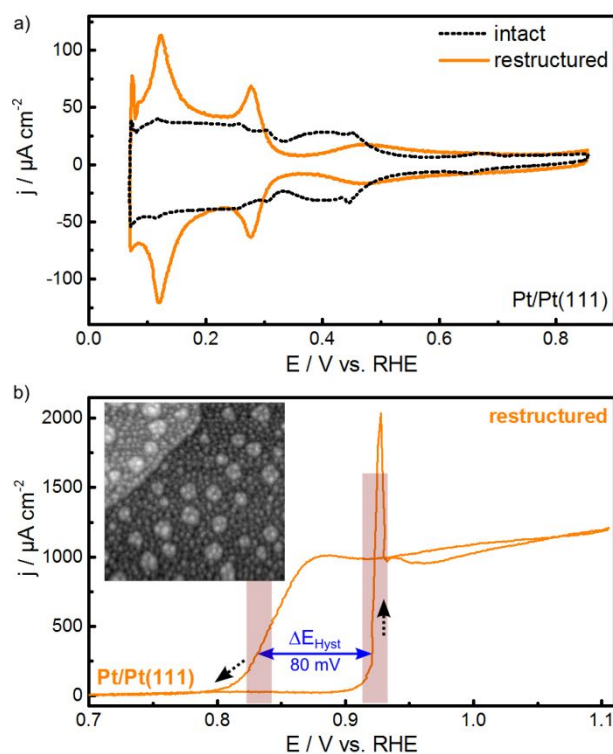 a)
intact
restructured
100
50
0
-50
-100
j / µA cm⁻²
Pt/Pt(111)
0.0 0.2 0.4 0.6 0.8
E / V vs. RHE
b)
restructured
2000
1500
1000
500
0
j / µA cm⁻²
ΔE_Hyst
80 mV
Pt/Pt(111)
0.7 0.8 0.9 1.0 1.1
E / V vs. RHE